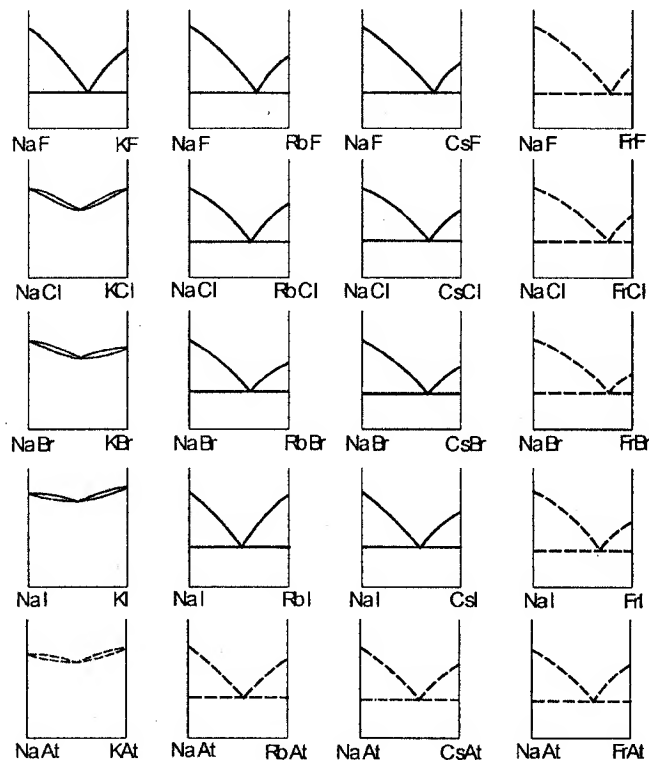 NaF KF NaF RbF NaF CsF NaF FrF
NaCl KCl NaCl RbCl NaCl CsCl NaCl FrCl
NaBr KBr NaBr RbBr NaBr CsBr NaBr FrBr
NaI KI NaI RbI NaI CsI NaI FrI
NaAt KAt NaAt RbAt NaAt CsAt NaAt FrAt